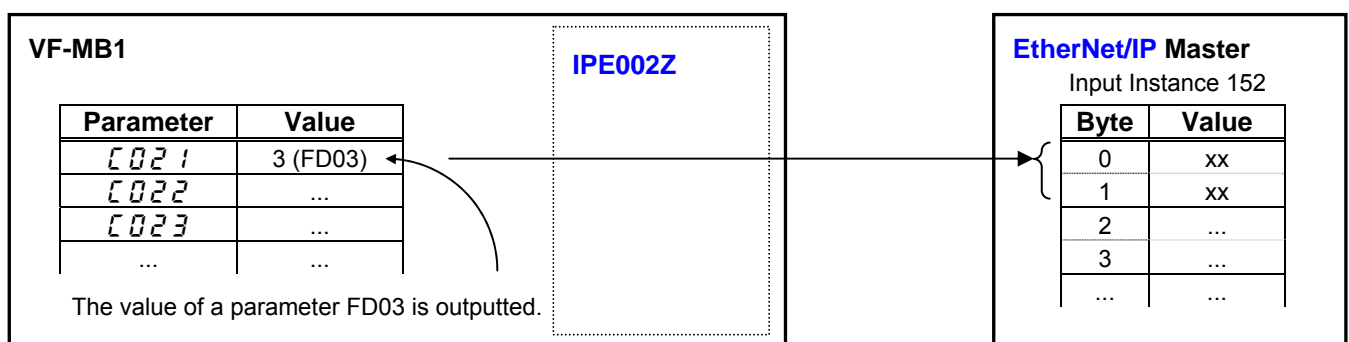 VF-MB1
IPE002Z
Parameter Value
C021 3 (FD03)
C022 ...
C023 ...
... ...
The value of a parameter FD03 is outputted.
EtherNet/IP Master
Input Instance 152
Byte Value
0 xx
1 xx
2 ...
3 ...
... ...